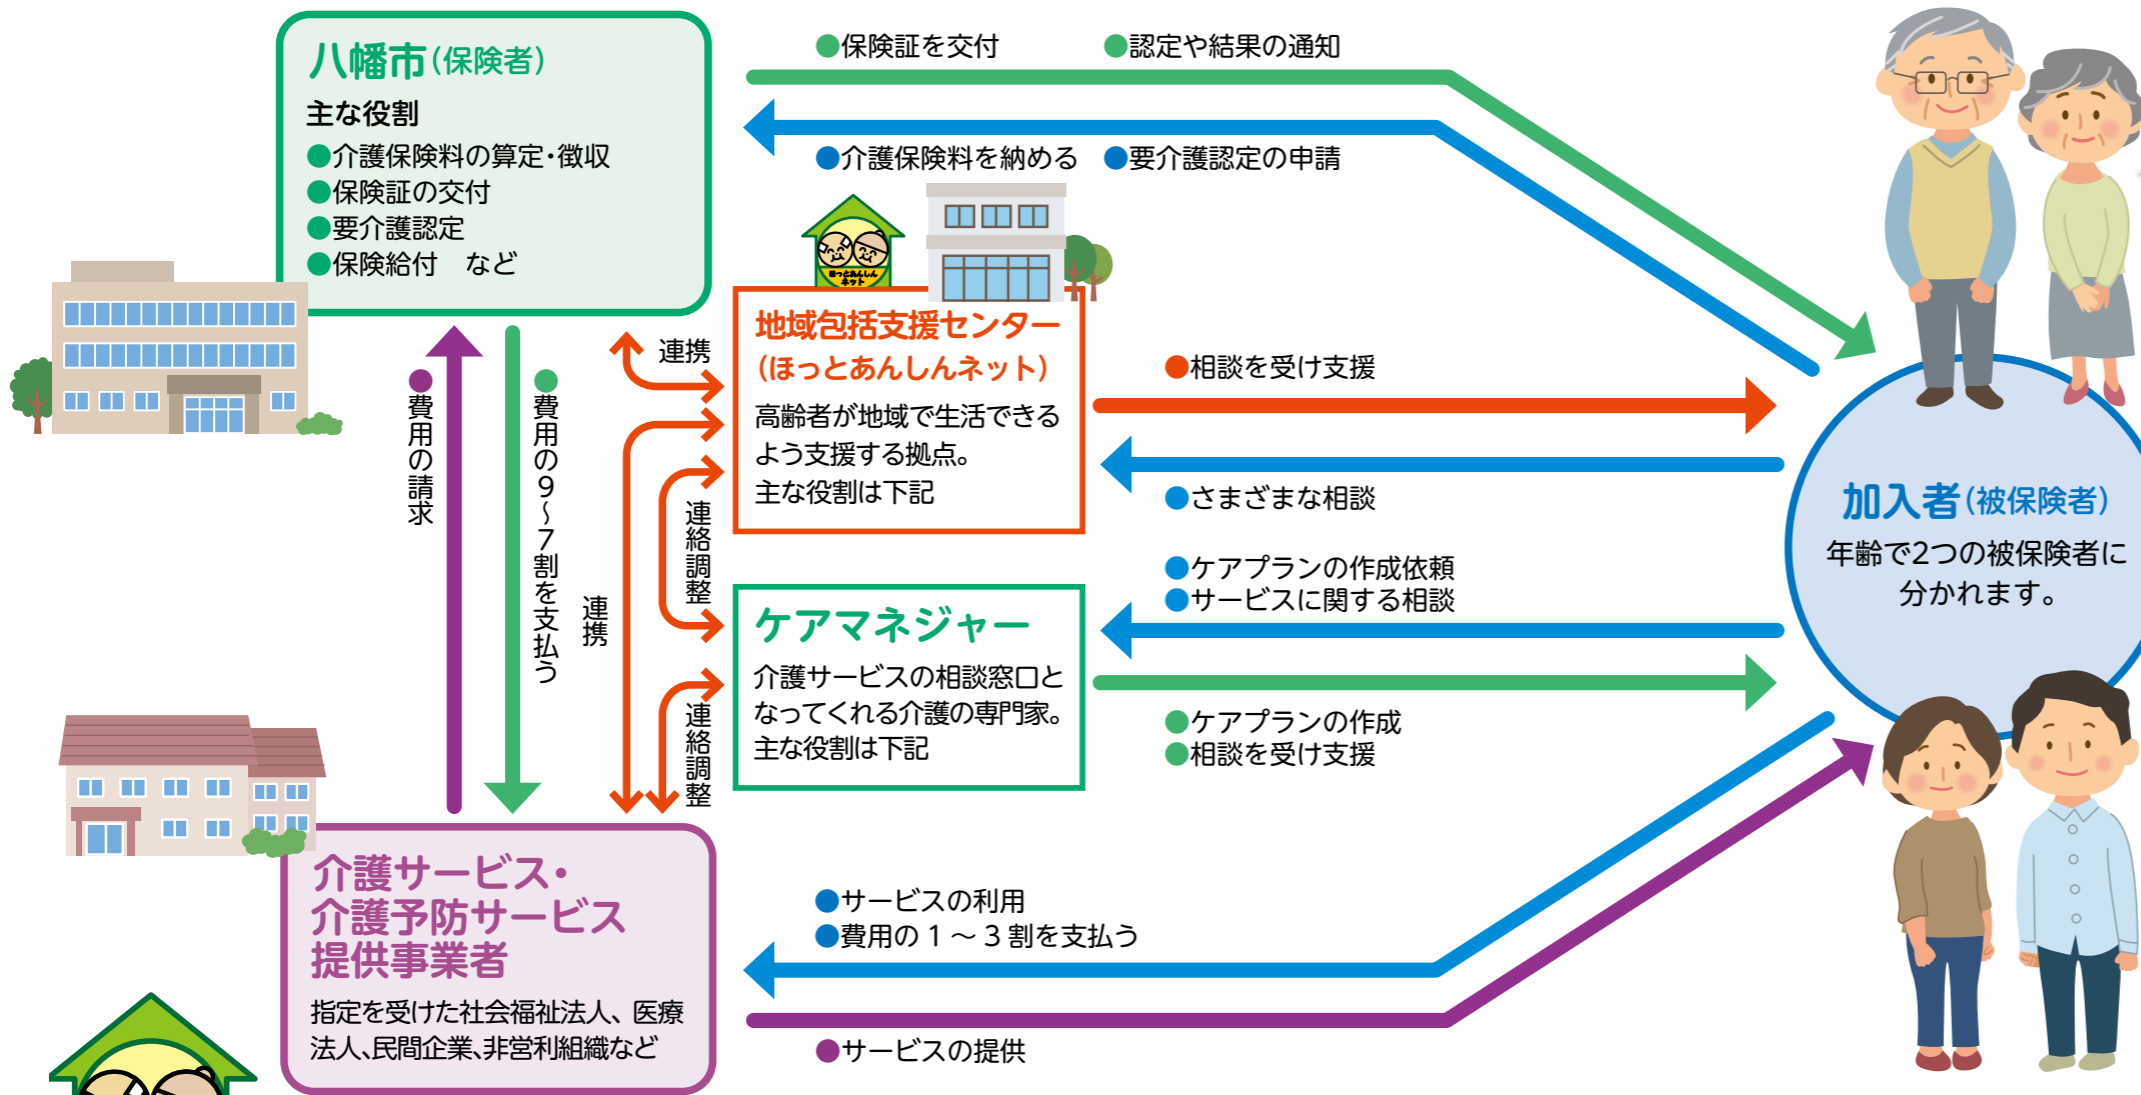 八幡市(保険者)
主な役割
●介護保険料の算定・徴収
●保険証の交付
●要介護認定
●保険給付　など
●保険証を交付
●認定や結果の通知
●介護保険料を納める
●要介護認定の申請
ほっとあんしん
ネット
地域包括支援センター
(ほっとあんしんネット)
高齢者が地域で生活できる
よう支援する拠点。
主な役割は下記
●相談を受け支援
●さまざまな相談
連携
●費用の請求
●費用の9〜7割を支払う
連携
連絡調整
連絡調整
ケアマネジャー
介護サービスの相談窓口と
なってくれる介護の専門家。
主な役割は下記
●ケアプランの作成依頼
●サービスに関する相談
●ケアプランの作成
●相談を受け支援
加入者(被保険者)
年齢で2つの被保険者に
分かれます。
介護サービス・
介護予防サービス
提供事業者
指定を受けた社会福祉法人、医療
法人、民間企業、非営利組織など
●サービスの利用
●費用の1〜3割を支払う
●サービスの提供